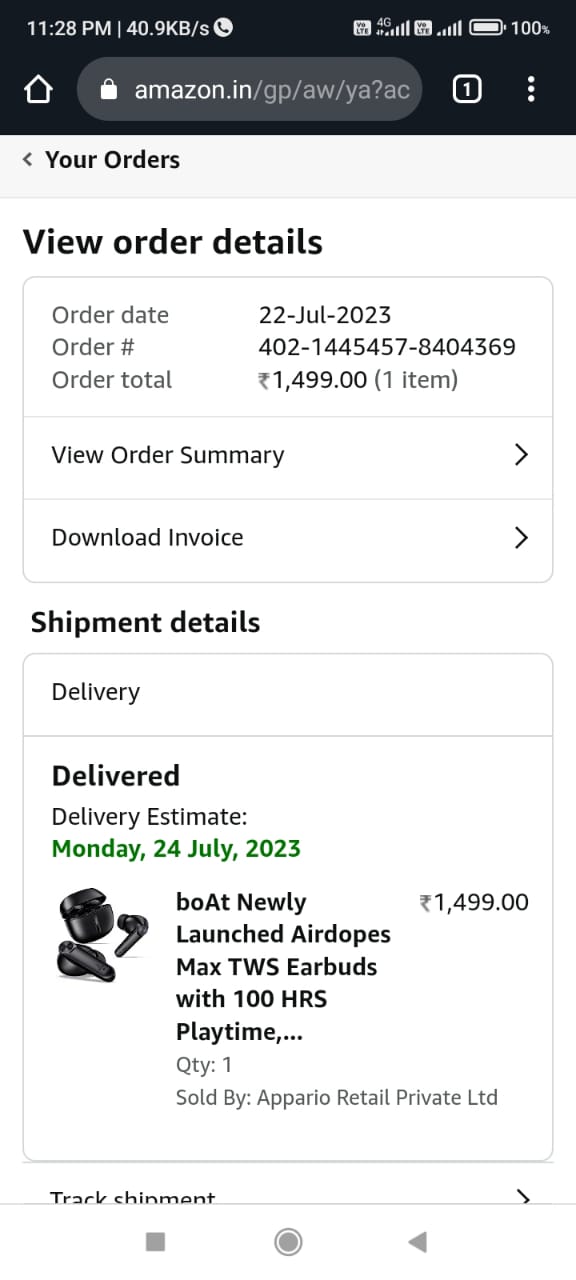 11:28 PM | 40.9KB/s 4G 100%
amazon.in/gp/aw/ya?ac 1
Your Orders
View order details
Order date 22-Jul-2023
Order # 402-1445457-8404369
Order total ₹1,499.00 (1 item)
View Order Summary
Download Invoice
Shipment details
Delivery
Delivered
Delivery Estimate:
Monday, 24 July, 2023
boAt Newly ₹1,499.00
Launched Airdopes
Max TWS Earbuds
with 100 HRS
Playtime,...
Qty: 1
Sold By: Appario Retail Private Ltd
Track shipment